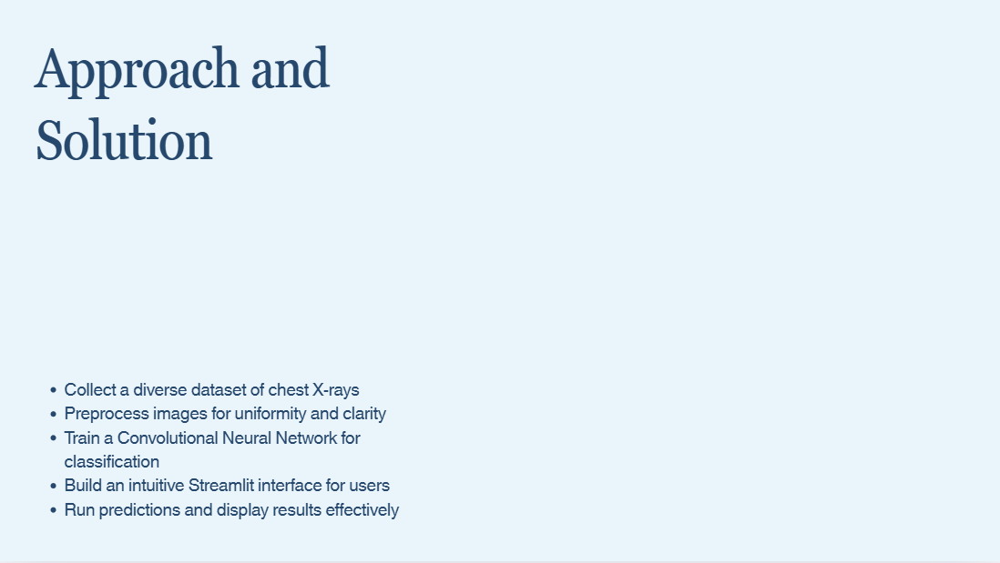 Approach and
Solution
• Collect a diverse dataset of chest X-rays
• Preprocess images for uniformity and clarity
• Train a Convolutional Neural Network for
classification
• Build an intuitive Streamlit interface for users
• Run predictions and display results effectively